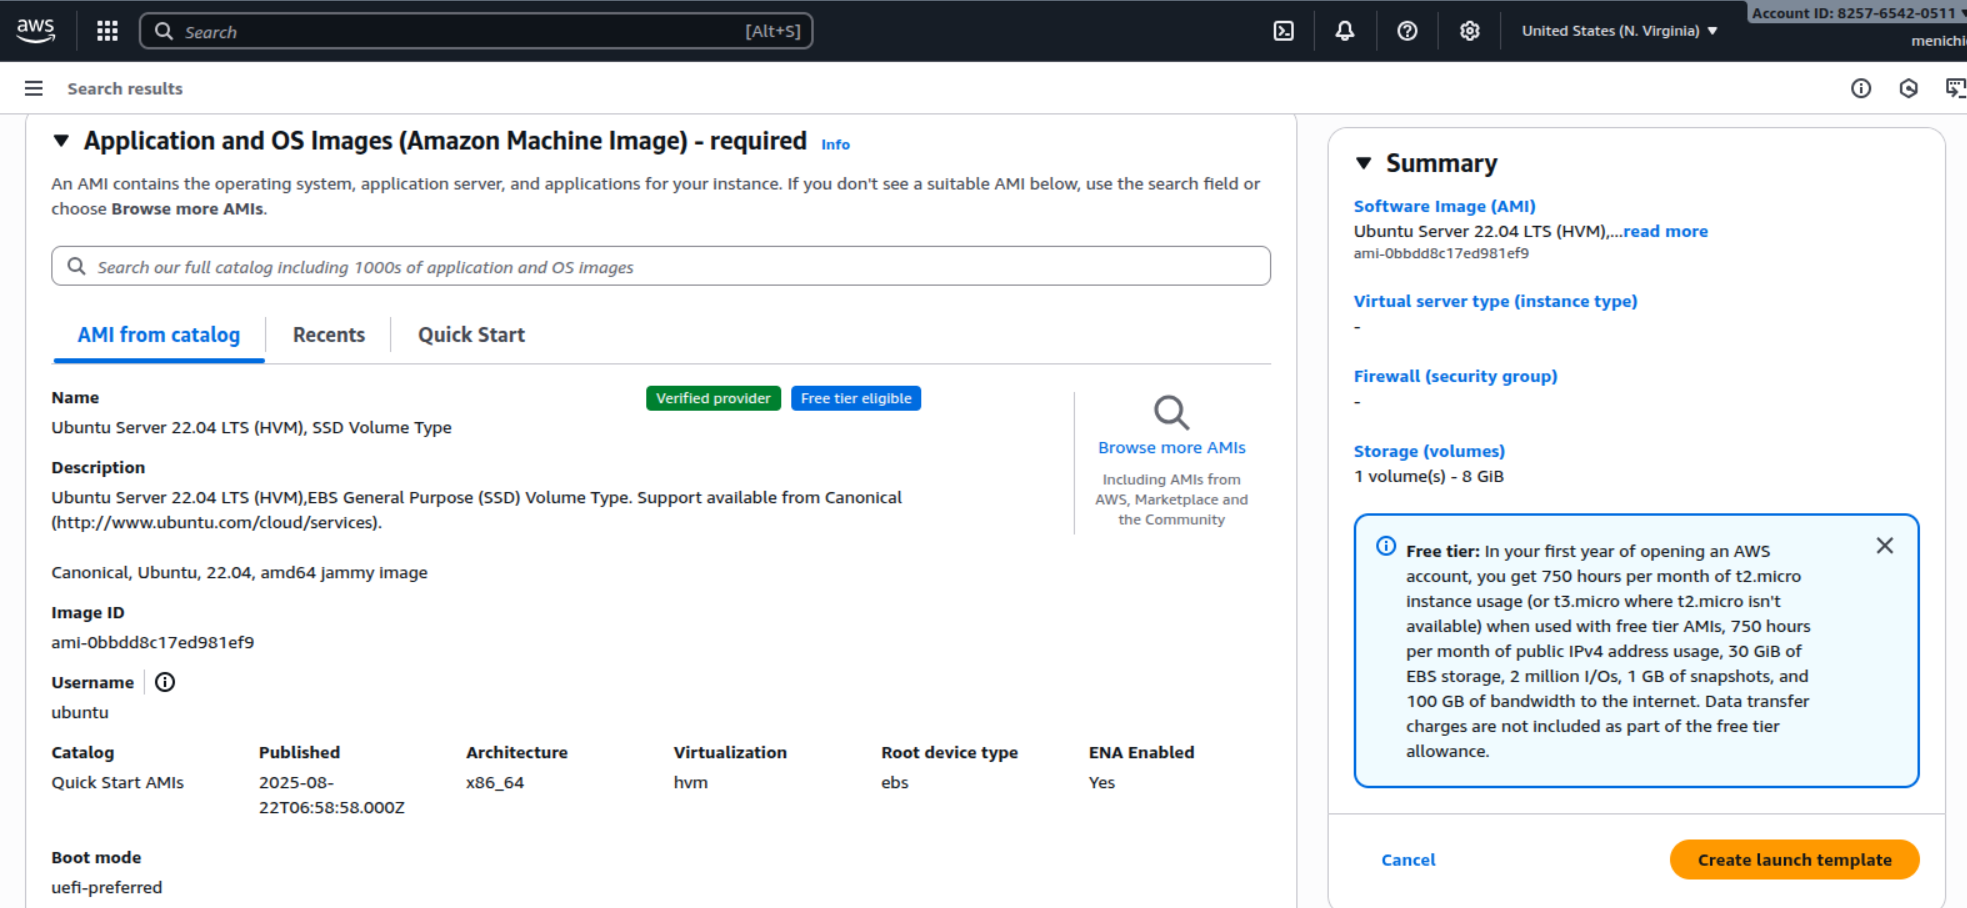 aws
Search
[Alt+S]
United States (N. Virginia)
Account ID: 8257-6542-0511
Search results
Application and OS Images (Amazon Machine Image) - required
Info
An AMI contains the operating system, application server, and applications for your instance. If you don't see a suitable AMI below, use the search field or
choose Browse more AMIs.
Search our full catalog including 1000s of application and OS images
AMI from catalog
Recents
Quick Start
Name
Verified provider
Free tier eligible
Ubuntu Server 22.04 LTS (HVM), SSD Volume Type
Description
Ubuntu Server 22.04 LTS (HVM),EBS General Purpose (SSD) Volume Type. Support available from Canonical
(http://www.ubuntu.com/cloud/services).
Canonical, Ubuntu, 22.04, amd64 jammy image
Image ID
ami-0bbdd8c17ed981ef9
Username
ubuntu
Catalog
Published
Architecture
Virtualization
Root device type
ENA Enabled
Quick Start AMIs
2025-08-
22T06:58:58.000Z
x86_64
hvm
ebs
Yes
Boot mode
uefi-preferred
Browse more AMIs
Including AMIs from
AWS, Marketplace and
the Community
Summary
Software Image (AMI)
Ubuntu Server 22.04 LTS (HVM),...read more
ami-0bbdd8c17ed981ef9
Virtual server type (instance type)
-
Firewall (security group)
-
Storage (volumes)
1 volume(s) - 8 GiB
Free tier: In your first year of opening an AWS
account, you get 750 hours per month of t2.micro
instance usage (or t3.micro where t2.micro isn't
available) when used with free tier AMIs, 750 hours
per month of public IPv4 address usage, 30 GiB of
EBS storage, 2 million I/Os, 1 GB of snapshots, and
100 GB of bandwidth to the internet. Data transfer
charges are not included as part of the free tier
allowance.
Cancel
Create launch template